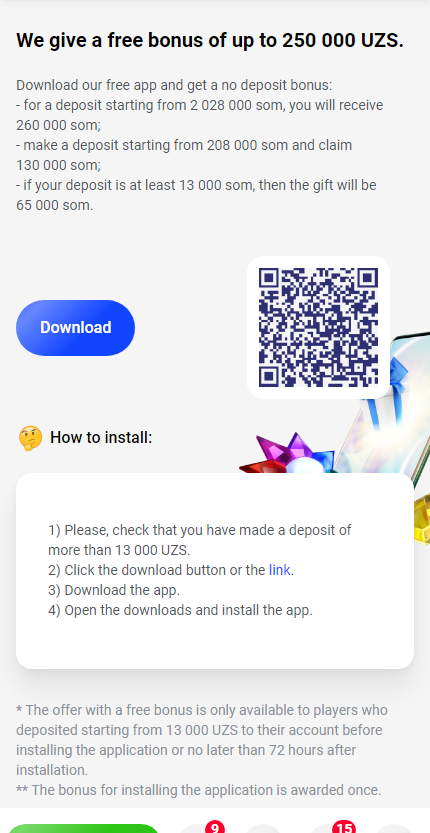 We give a free bonus of up to 250 000 UZS.
Download our free app and get a no deposit bonus:
- for a deposit starting from 2 028 000 som, you will receive
260 000 som;
- make a deposit starting from 208 000 som and claim
130 000 som;
- if your deposit is at least 13 000 som, then the gift will be
65 000 som.
Download
How to install:
1) Please, check that you have made a deposit of
more than 13 000 UZS.
2) Click the download button or the link.
3) Download the app.
4) Open the downloads and install the app.
* The offer with a free bonus is only available to players who
deposited starting from 13 000 UZS to their account before
installing the application or no later than 72 hours after
installation.
** The bonus for installing the application is awarded once.
9
15